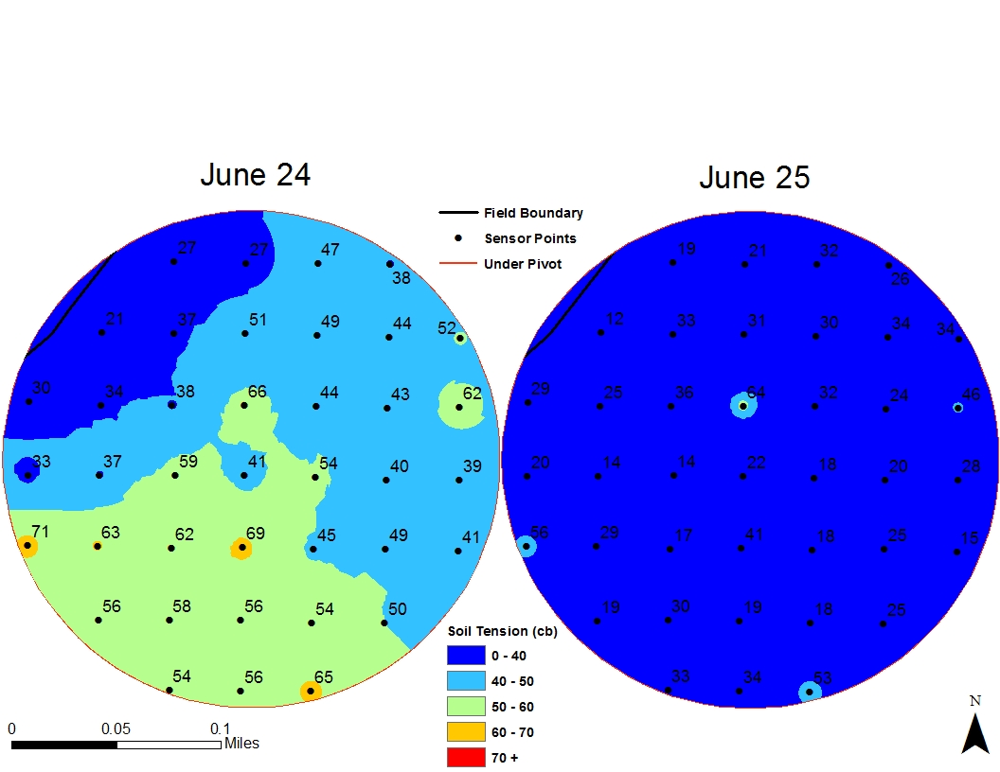 June 24
June 25
Field Boundary
Sensor Points
Under Pivot
27 27 47 38
21 37 51 49 44 52
30 34 38 66 44 43 62
33 37 59 41 54 40 39
71 63 62 69 45 49 41
56 58 56 54 50
54 56 65
19 21 32 26
12 33 31 30 34 34
29 25 36 64 32 24 46
20 14 14 22 18 20 28
56 29 17 41 18 25 15
19 30 19 18 25
33 34 53
Soil Tension (cb)
0 - 40
40 - 50
50 - 60
60 - 70
70 +
0 0.05 0.1
Miles
N